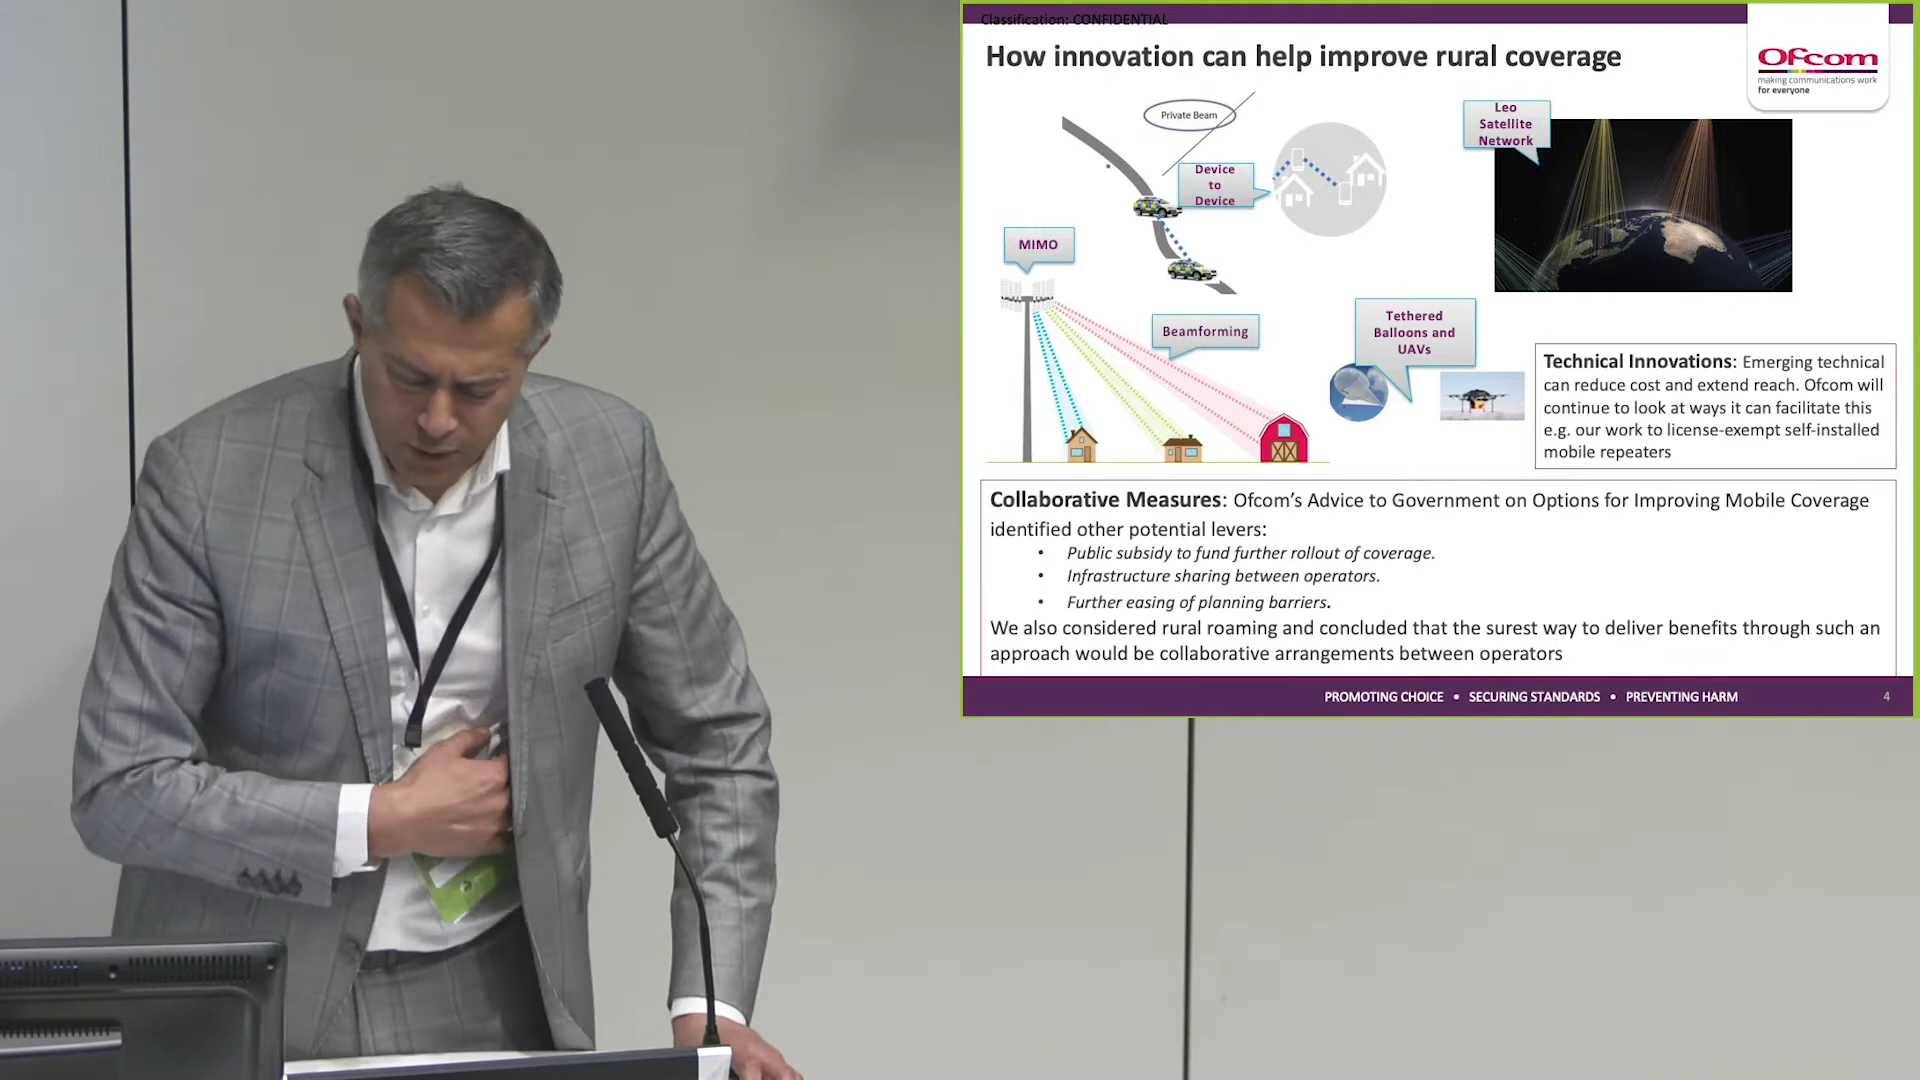 Classification: CONFIDENTIAL
How innovation can help improve rural coverage
Ofcom
making communications work
for everyone
Private Beam
Leo
Satellite
Network
Device
to
Device
MIMO
Beamforming
Tethered
Balloons and
UAVs
Technical Innovations: Emerging technical
can reduce cost and extend reach. Ofcom will
continue to look at ways it can facilitate this
e.g. our work to license-exempt self-installed
mobile repeaters
Collaborative Measures: Ofcom’s Advice to Government on Options for Improving Mobile Coverage
identified other potential levers:
• Public subsidy to fund further rollout of coverage.
• Infrastructure sharing between operators.
• Further easing of planning barriers.
We also considered rural roaming and concluded that the surest way to deliver benefits through such an
approach would be collaborative arrangements between operators
PROMOTING CHOICE • SECURING STANDARDS • PREVENTING HARM
4